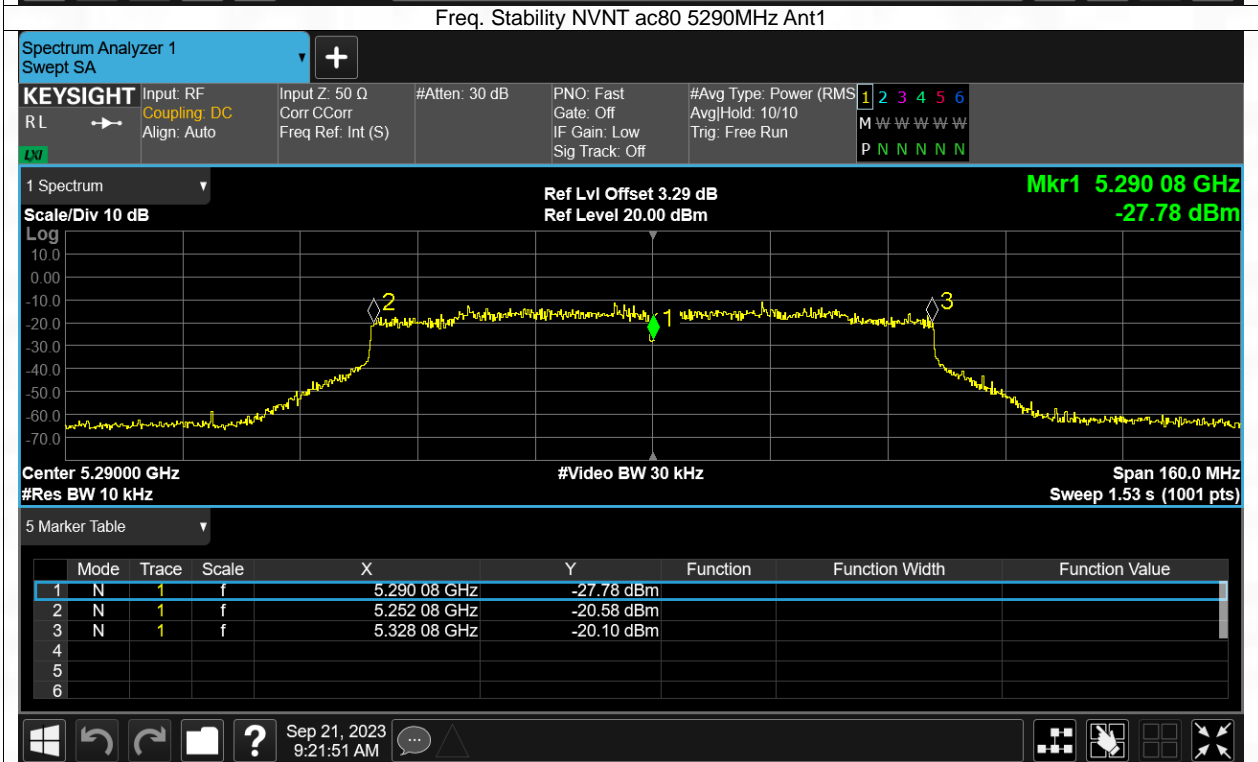 Freq. Stability NVNT ac80 5290MHz Ant1
Spectrum Analyzer 1
Swept SA
+
KEYSIGHT Input: RF Input Z: 50 Ω #Atten: 30 dB PNO: Fast #Avg Type: Power (RMS 1 2 3 4 5 6
RL Coupling: DC Corr CCorr Gate: Off Avg|Hold: 10/10 M W W W W W
Align: Auto Freq Ref: Int (S) IF Gain: Low Trig: Free Run
LXI Sig Track: Off P N N N N N
1 Spectrum Ref Lvl Offset 3.29 dB Mkr1 5.290 08 GHz
Scale/Div 10 dB Ref Level 20.00 dBm -27.78 dBm
Log
10.0
0.00
-10.0
2 3
-20.0
1
-30.0
-40.0
-50.0
-60.0
-70.0
Center 5.29000 GHz #Video BW 30 kHz Span 160.0 MHz
#Res BW 10 kHz Sweep 1.53 s (1001 pts)
5 Marker Table
Mode Trace Scale X Y Function Function Width Function Value
1 N 1 f 5.290 08 GHz -27.78 dBm
2 N 1 f 5.252 08 GHz -20.58 dBm
3 N 1 f 5.328 08 GHz -20.10 dBm
4
5
6
? Sep 21, 2023
9:21:51 AM